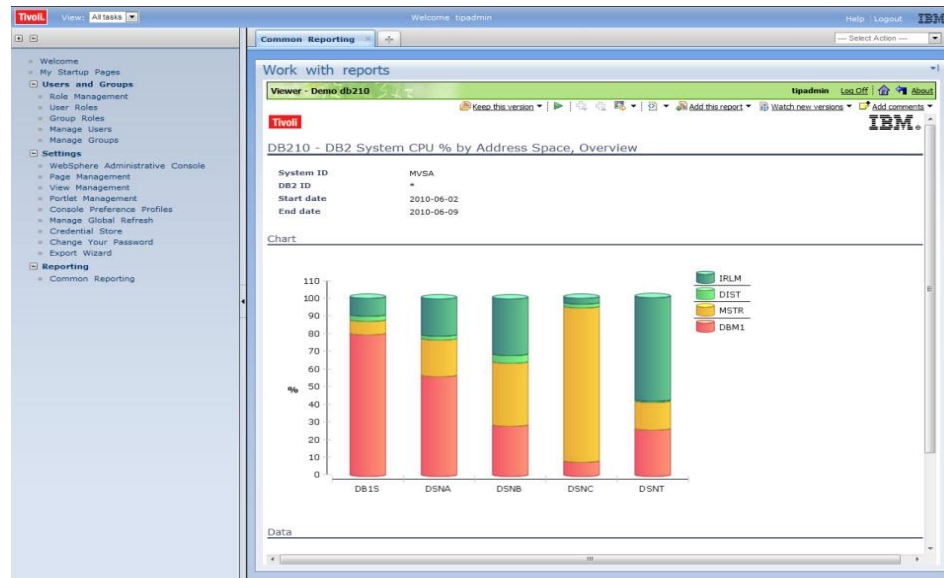 Tivoli. View: All tasks Welcome tipadmin Help Logout IBM
Common Reporting --- Select Action ---
Welcome
My Startup Pages
Users and Groups
Role Management
User Roles
Group Roles
Manage Users
Manage Groups
Settings
WebSphere Administrative Console
Page Management
View Management
Portlet Management
Console Preference Profiles
Manage Global Refresh
Credential Store
Change Your Password
Export Wizard
Reporting
Common Reporting
Work with reports
Viewer - Demo db210 tipadmin Log Off About
Keep this version Add this report Watch new versions Add comments
Tivoli IBM.
DB210 - DB2 System CPU % by Address Space, Overview
System ID MVSA
DB2 ID *
Start date 2010-06-02
End date 2010-06-09
Chart
110
100
90
80
70
60
50
40
30
20
10
0
%
DB1S DSNA DSNB DSNC DSNT
IRLM
DIST
MSTR
DBM1
Data